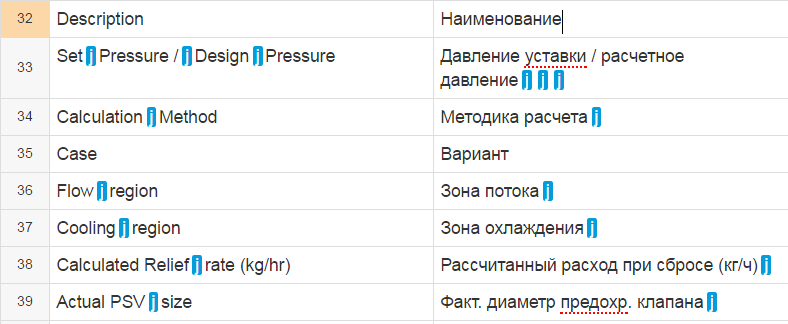 32 Description Наименование
33 Set j Pressure / j Design j Pressure Давление уставки / расчетное
давление j j j
34 Calculation j Method Методика расчета j
35 Case Вариант
36 Flow j region Зона потока j
37 Cooling j region Зона охлаждения j
38 Calculated Relief j rate (kg/hr) Рассчитанный расход при сбросе (кг/ч) j
39 Actual PSV j size Факт. диаметр предохр. клапана j